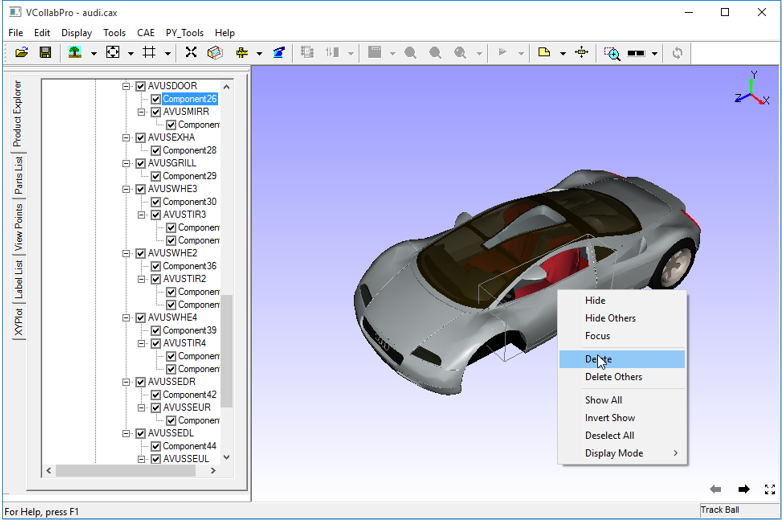 VCollabPro - audi.cax
File Edit Display Tools CAE PY_Tools Help
Product Explorer
Parts List
View Points
Label List
XYPlot
AVUSDOOR
Component26
AVUSMIRR
Componen
AVUSEXHA
Component28
AVUSGRILL
Component29
AVUSWHE3
Component30
AVUSTIR3
Componen
Componen
AVUSWHE2
Component36
AVUSTIR2
Componen
Componen
AVUSWHE4
Component39
AVUSTIR4
Componen
Componen
AVUSSEDR
Component42
AVUSSEUR
Componen
AVUSSEDL
Component44
AVUSSEUL
Y
Z
X
Hide
Hide Others
Focus
Delete
Delete Others
Show All
Invert Show
Deselect All
Display Mode
For Help, press F1
Track Ball